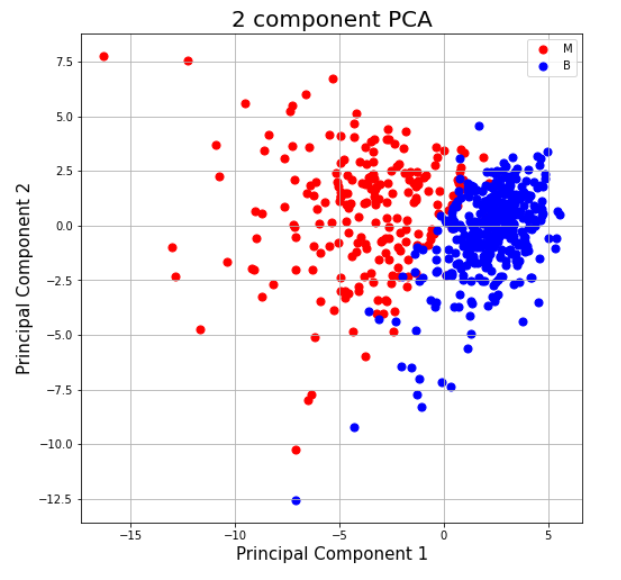 2 component PCA
M
B
7.5
5.0
2.5
0.0
−2.5
−5.0
−7.5
−10.0
−12.5
Principal Component 2
−15
−10
−5
0
5
Principal Component 1